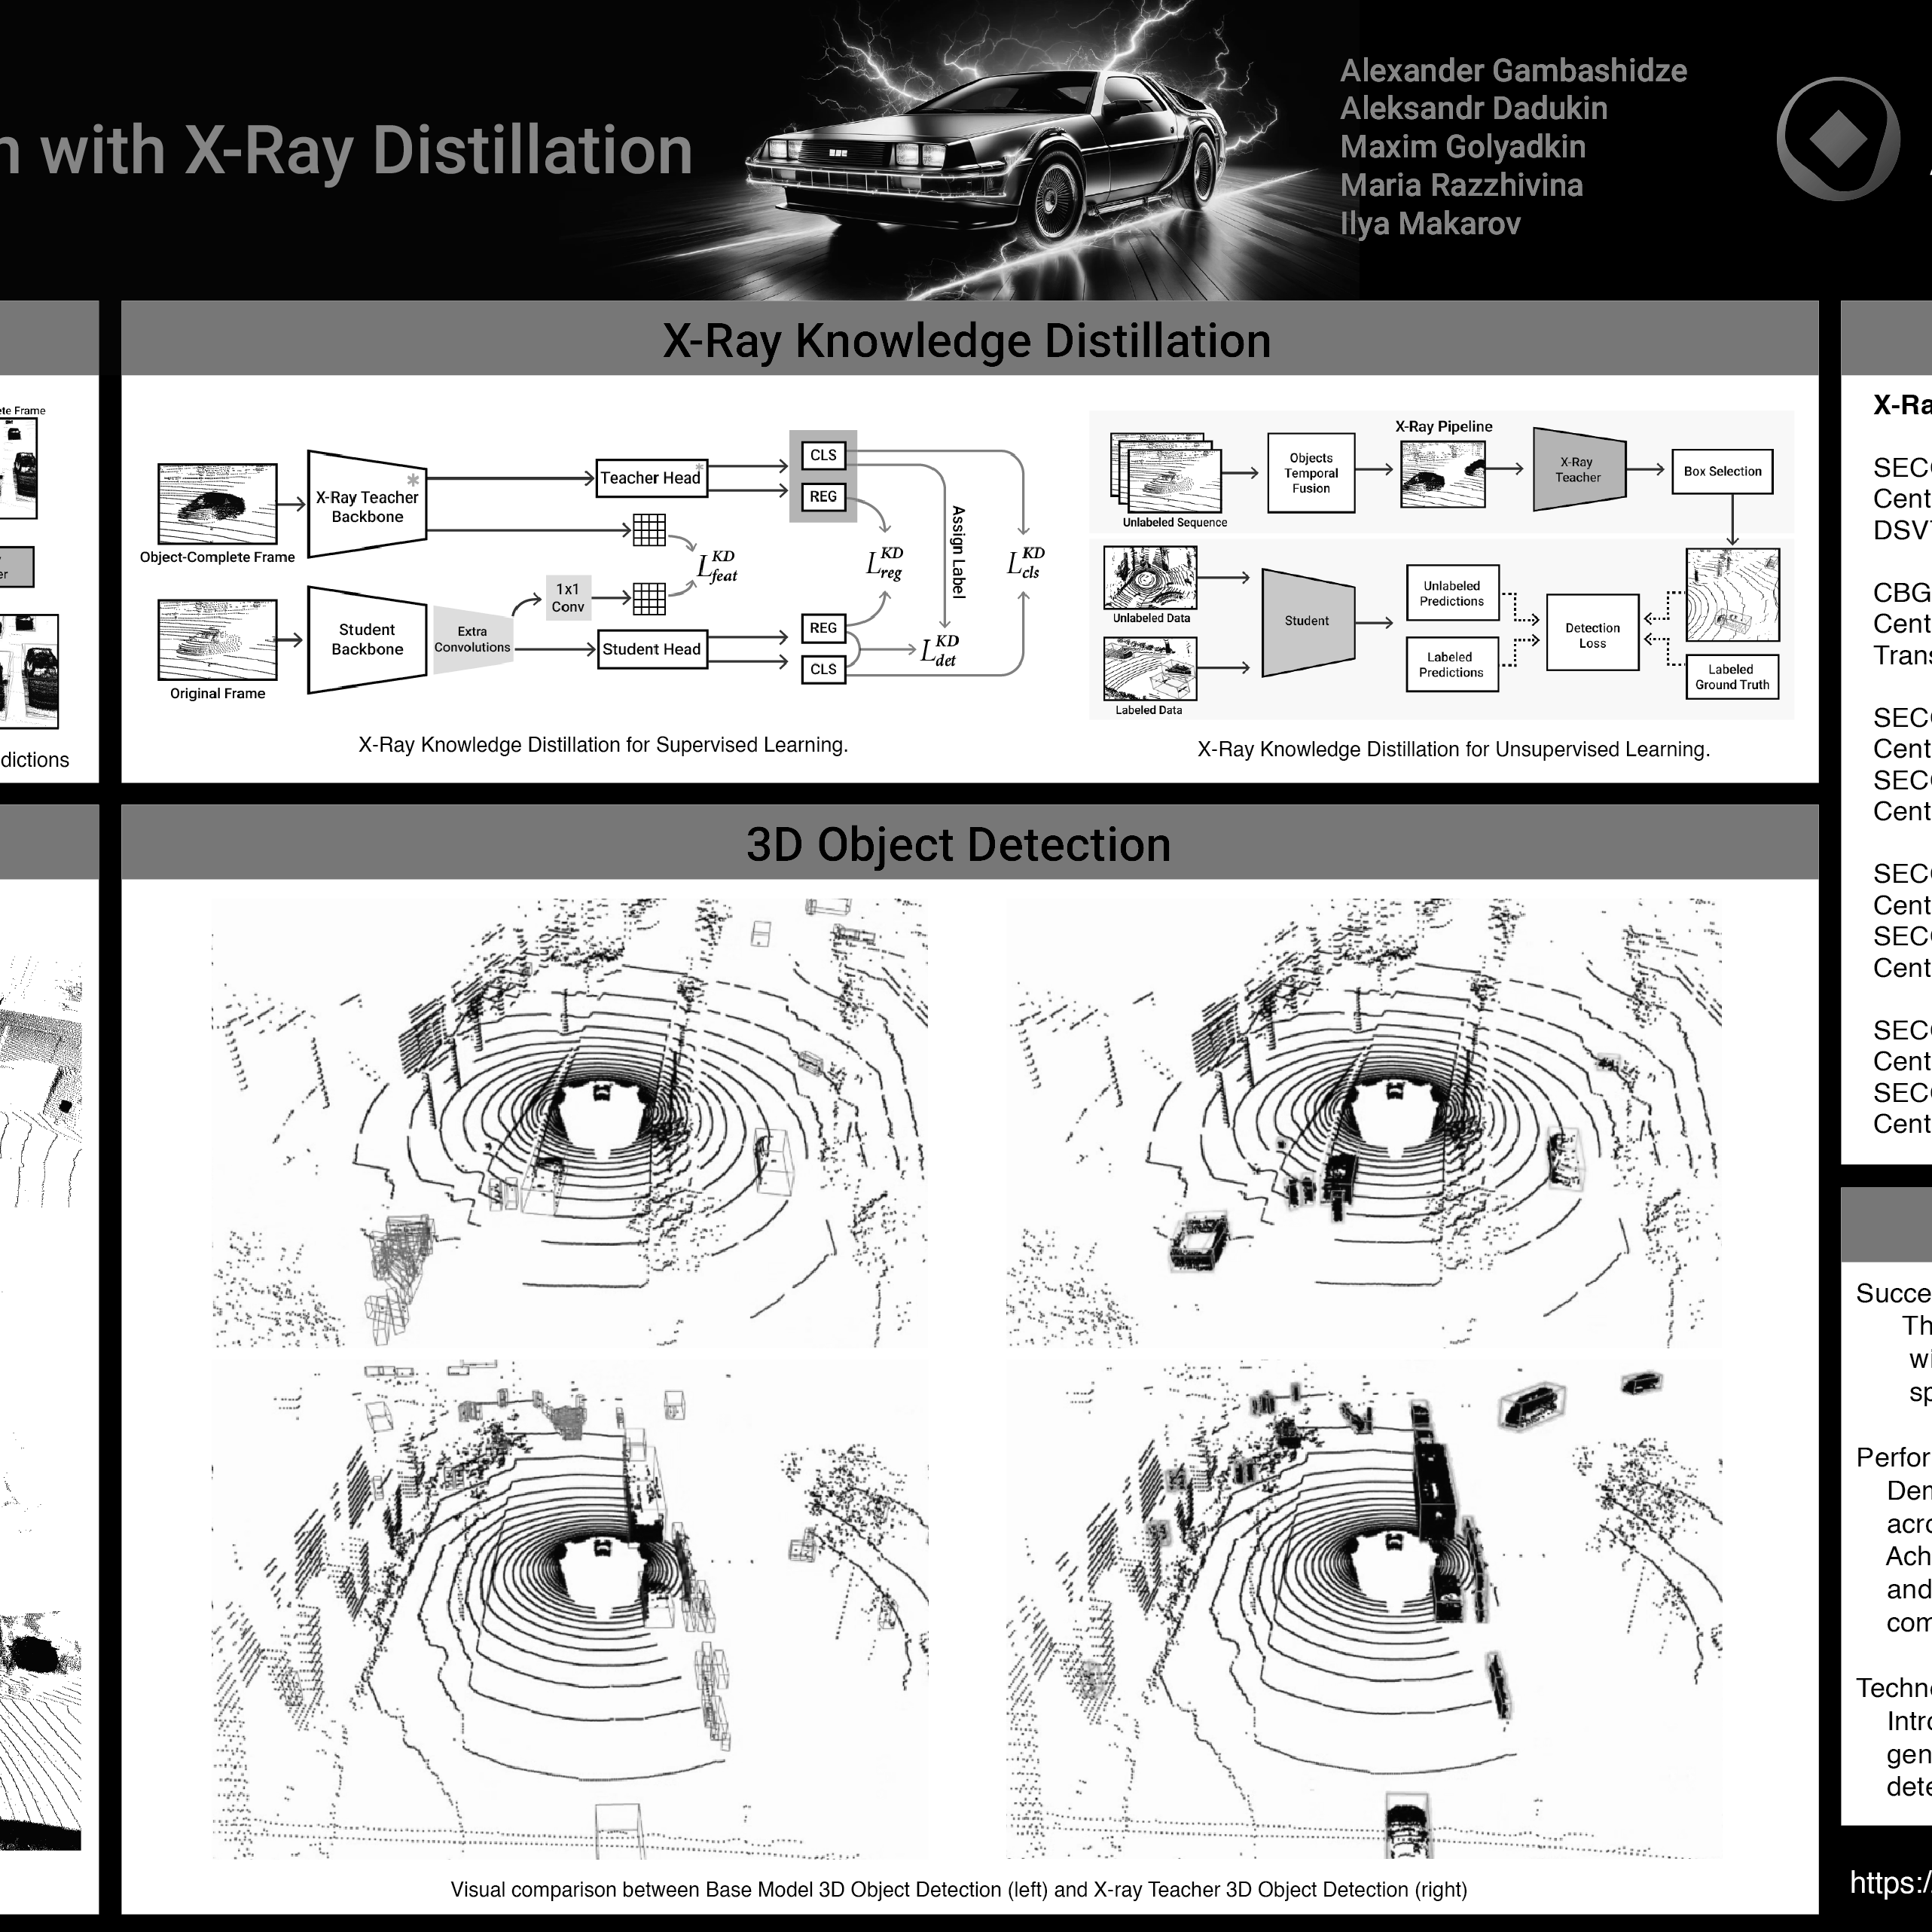 with X-Ray Distillation
Alexander Gambashidze
Aleksandr Dadukin
Maxim Golyadkin
Maria Razzhivina
Ilya Makarov
ete Frame
er
dictions
X-Ray Knowledge Distillation
Object-Complete Frame
X-Ray Teacher
Backbone
*
Teacher Head
*
CLS
REG
L KD feat
L KD reg
Assign Label
L KD cls
1x1
Conv
Original Frame
Student
Backbone
Extra
Convolutions
Student Head
REG
CLS
L KD det
X-Ray Knowledge Distillation for Supervised Learning.
Unlabeled Sequence
Objects
Temporal
Fusion
X-Ray Pipeline
X-Ray
Teacher
Box Selection
Unlabeled Data
Labeled Data
Student
Unlabeled
Predictions
Labeled
Predictions
Detection
Loss
Labeled
Ground Truth
X-Ray Knowledge Distillation for Unsupervised Learning.
3D Object Detection
Visual comparison between Base Model 3D Object Detection (left) and X-ray Teacher 3D Object Detection (right)
X-Ra
SEC
Cent
DSV
CBG
Cent
Trans
SEC
Cent
SEC
Cent
SEC
Cent
SEC
Cent
SEC
Cent
SEC
Cent
Succe
Th
wi
sp
Perfor
Den
acro
Ach
and
com
Techn
Intro
gen
dete
https:/